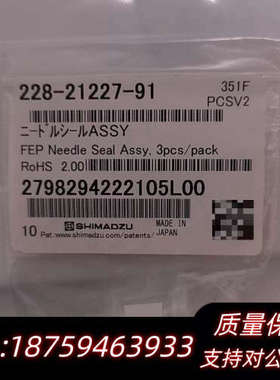 228-21227-91
351F
PCSV2
ニードルシールASSY
FEP Needle Seal Assy, 3pcs/pack
RoHS 2.00
2798294222105L00
SHIMADZU
MADE IN
JAPAN
10 Pat.:www.shimadzu.com/
质量保
:18759463933
支持对公